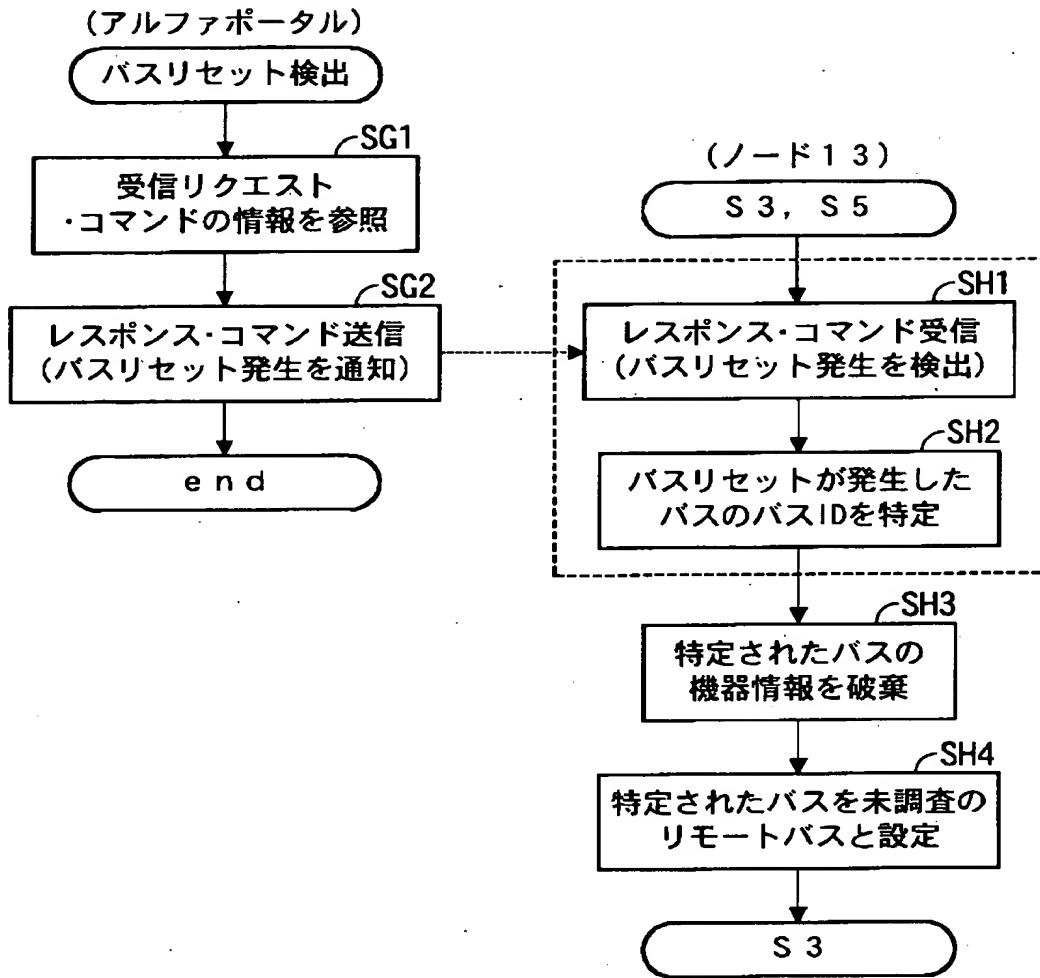 (アルファポータル)
バスリセット検出
SG1
受信リクエスト
・コマンドの情報を参照
SG2
レスポンス・コマンド送信
(バスリセット発生を通知)
end
(ノード13)
S3, S5
SH1
レスポンス・コマンド受信
(バスリセット発生を検出)
SH2
バスリセットが発生した
バスのバスIDを特定
SH3
特定されたバスの
機器情報を破棄
SH4
特定されたバスを未調査の
リモートバスと設定
S3